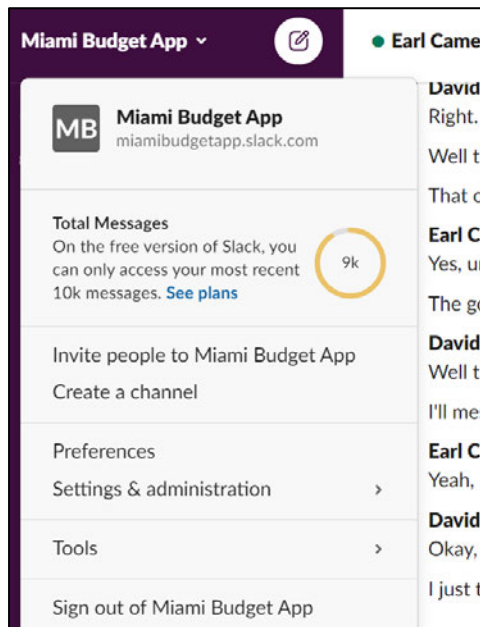 Miami Budget App
Earl Came
MB
Miami Budget App
miamibudgetapp.slack.com
Total Messages
On the free version of Slack, you
can only access your most recent
10k messages. See plans
9k
Invite people to Miami Budget App
Create a channel
Preferences
Settings & administration
Tools
Sign out of Miami Budget App
David
Right.
Well t
That
Earl C
Yes, u
The go
David
Well t
I'll me
Earl C
Yeah,
David
Okay,
I just t